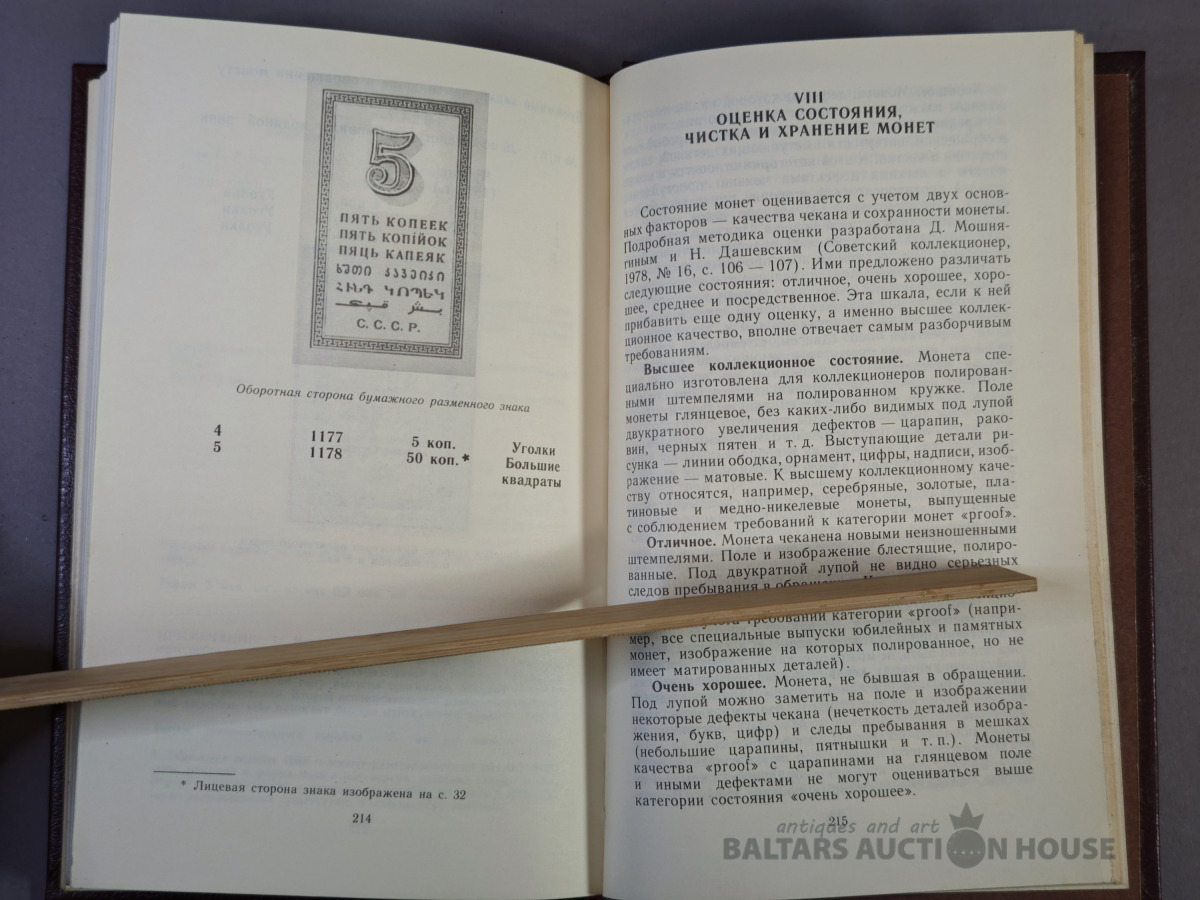 5
ПЯТЬ КОПЕЕК
ПЯТЬ КОПІЙОК
ПЯЦЬ КАПЕЯК
ՀԻՆԳ ԿՈՊԵԿ
С. С. С. Р.
Оборотная сторона бумажного разменного знака
4 1177 5 коп. Уголки
5 1178 50 коп.* Большие
квадраты
* Лицевая сторона знака изображена на с. 32
214
VIII
ОЦЕНКА СОСТОЯНИЯ,
ЧИСТКА И ХРАНЕНИЕ МОНЕТ
Состояние монет оценивается с учетом двух основ-
ных факторов — качества чекана и сохранности монеты.
Подробная методика оценки разработана Д. Мошня-
гиным и Н. Дашевским (Советский коллекционер,
1978, № 16, с. 106 — 107). Ими предложено различать
следующие состояния: отличное, очень хорошее, хоро-
шее, среднее и посредственное. Эта шкала, если к ней
прибавить еще одну оценку, а именно высшее коллек-
ционное качество, вполне отвечает самым разборчивым
требованиям.
Высшее коллекционное состояние. Монета спе-
циально изготовлена для коллекционеров полирован-
ными штемпелями на полированном кружке. Поле
монеты глянцевое, без каких-либо видимых под лупой
двукратного увеличения дефектов — царапин, рако-
вин, черных пятен и т. д. Выступающие детали ри-
сунка — линии ободка, орнамент, цифры, надписи, изоб-
ражение — матовые. К высшему коллекционному каче-
ству относятся, например, серебряные, золотые, пла-
тиновые и медно-никелевые монеты, выпущенные
с соблюдением требований к категории монет «proof».
Отличное. Монета чеканена новыми неизношенными
штемпелями. Поле и изображение блестящие, полиро-
ванные. Под двукратной лупой не видно серьезных
следов пребывания в
требований категории «proof» (напри-
мер, все специальные выпуски юбилейных и памятных
монет, изображение на которых полированное, но не
имеет матированных деталей).
Очень хорошее. Монета, не бывшая в обращении.
Под лупой можно заметить на поле и изображении
некоторые дефекты чекана (нечеткость деталей изобра-
жения, букв, цифр) и следы пребывания в мешках
(небольшие царапины, пятнышки и т. п.). Монеты
качества «proof» с царапинами на глянцевом поле
и иными дефектами не могут оцениваться выше
категории состояния «очень хорошее».
215
antiques and art
BALTARS AUCTION HOUSE